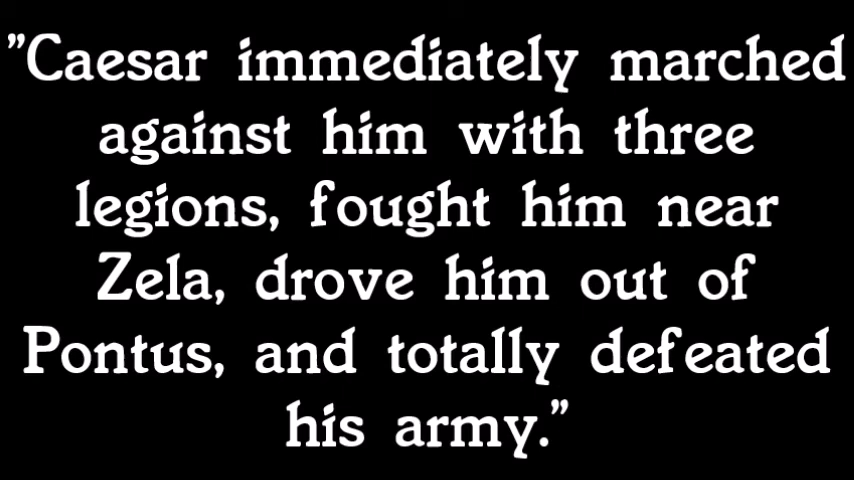 "Caesar immediately marched
against him with three
legions, fought him near
Zela, drove him out of
Pontus, and totally defeated
his army."